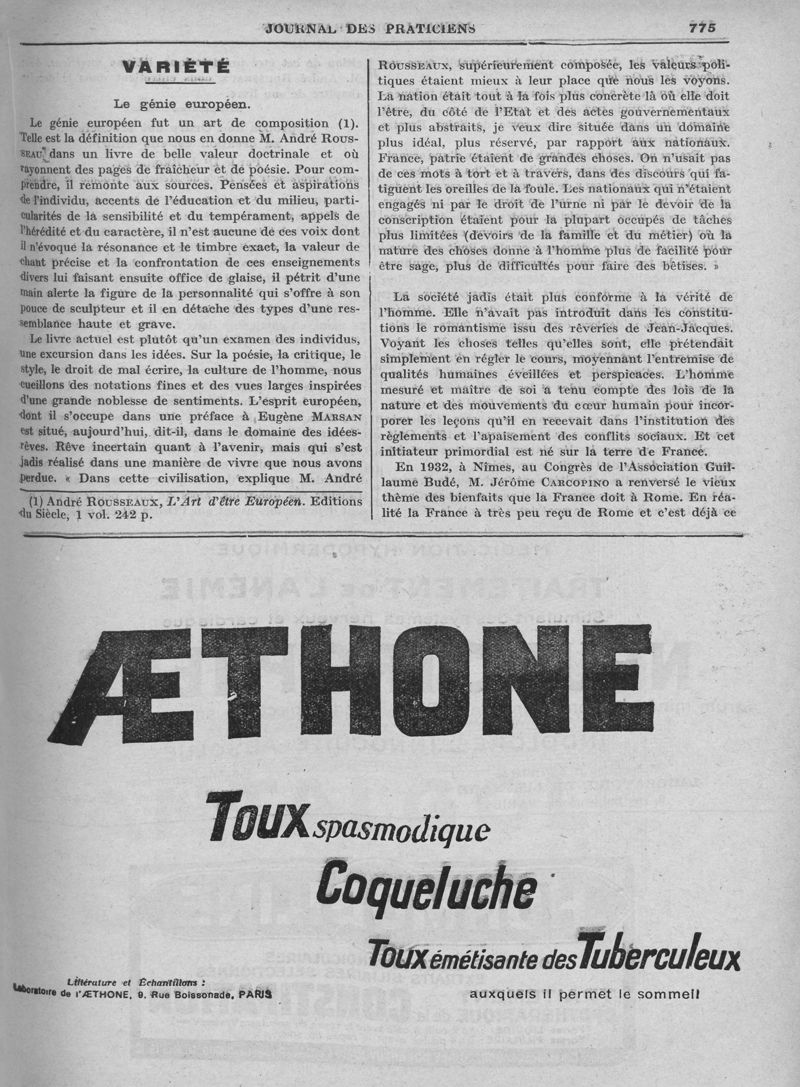 JOURNAL DES PRATICIENS 775
VARIÉTÉ
Le génie européen.
Le génie européen fut un art de composition (1).
Telle est la définition que nous en donne M. André Rous-
SEAU dans un livre de belle valeur doctrinale et où
rayonnent des pages de fraîcheur et de poésie. Pour com-
prendre, il remonte aux sources. Pensées et aspirations
de l'individu, accents de l'éducation et du milieu, parti-
cularités de la sensibilité et du tempérament, appels de
l'hérédité et du caractère, il n'est aucune de ces voix dont
il n'évoque la résonance et le timbre exact, la valeur de
chant précise et la confrontation de ces enseignements
divers lui faisant ensuite office de glaise, il pétrit d'une
main alerte la figure de la personnalité qui s'offre à son
pouce de sculpteur et il en détache des types d'une res-
semblance haute et grave.
Le livre actuel est plutôt qu'un examen des individus,
une excursion dans les idées. Sur la poésie, la critique, le
style, le droit de mal écrire, la culture de l'homme, nous
cueillons des notations fines et des vues larges inspirées
d'une grande noblesse de sentiments. L'esprit européen,
dont il s'occupe dans une préface à Eugène MARSAN
est situé, aujourd'hui, dit-il, dans le domaine des idées-
rêves. Rêve incertain quant à l'avenir, mais qui s'est
jadis réalisé dans une manière de vivre que nous avons
perdue. « Dans cette civilisation, explique M. André
(1) André ROUSSEAUX, L'Art d'être Européen. Editions
du Siècle, 1 vol. 242 p.
ROUSSEAUX, supérieurement composée, les valeurs poli-
tiques étaient mieux à leur place que nous les voyons.
La nation était tout à la fois plus concrète là où elle doit
l'être, du côté de l'Etat et des actes gouvernementaux
et plus abstraits, je veux dire située dans un domaine
plus idéal, plus réservé, par rapport aux nationaux.
France, patrie étaient de grandes choses. On n'usait pas
de ces mots à tort et à travers, dans des discours qui fa-
tiguent les oreilles de la foule. Les nationaux qui n'étaient
engagés ni par le droit de l'urne ni par le devoir de la
conscription étaient pour la plupart occupés de tâches
plus limitées (devoirs de la famille et du métier) où la
nature des choses donne à l'homme plus de facilité pour
être sage, plus de difficultés pour faire des bêtises. »
La société jadis était plus conforme à la vérité de
l'homme. Elle n'avait pas introduit dans les constitu-
tions le romantisme issu des rêveries de Jean-Jacques.
Voyant les choses telles qu'elles sont, elle prétendait
simplement en régler le cours, moyennant l'entremise de
qualités humaines éveillées et perspicaces. L'homme
mesuré et maître de soi a tenu compte des lois de la
nature et des mouvements du cœur humain pour incor-
porer les leçons qu'il en recevait dans l'institution des
règlements et l'apaisement des conflits sociaux. Et cet
initiateur primordial est né sur la terre de France.
En 1932, à Nîmes, au Congrès de l'Association Guil-
laume Budé, M. Jérôme CARCOPINO a renversé le vieux
thème des bienfaits que la France doit à Rome. En réa-
lité la France a très peu reçu de Rome et c'est déjà ce
ÆTHONE
Toux spasmodique
Coqueluche
Toux émétisante des Tuberculeux
auxquels il permet le sommeil
Littérature et Échantillons :
Laboratoire de l'ÆTHONE, 9, Rue Boissonade, PARIS